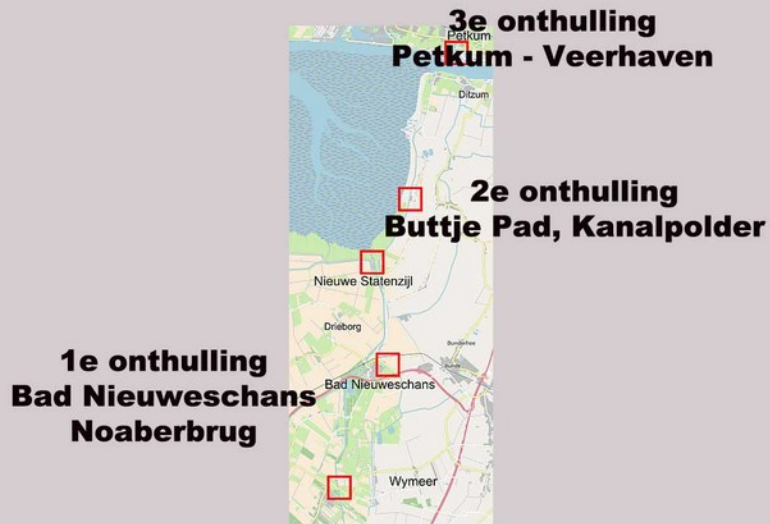 3e onthulling
Petkum
Petkum - Veerhaven
Ditzum
2e onthulling
Buttje Pad, Kanalpolder
Nieuwe Statenzijl
Drieborg
Bunderhee
1e onthulling
Bad Nieuweschans
Noaberbrug
Bunde
Bad Nieuweschans
Wymeer